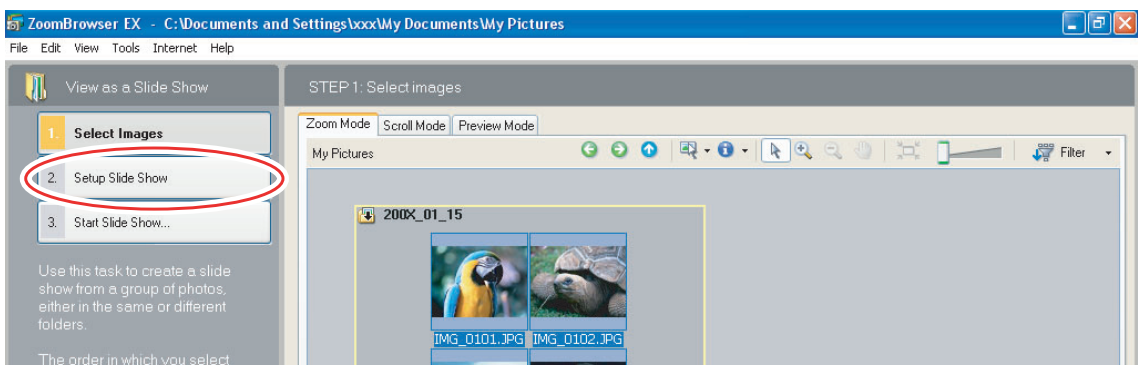 ZoomBrowser EX - C:\Documents and Settings\xxx\My Documents\My Pictures
File Edit View Tools Internet Help
View as a Slide Show
STEP 1: Select images
1. Select Images
2. Setup Slide Show
3. Start Slide Show...
Use this task to create a slide
show from a group of photos,
either in the same or different
folders.
The order in which you select
Zoom Mode Scroll Mode Preview Mode
My Pictures
Filter
200X_01_15
IMG_0101.JPG IMG_0102.JPG